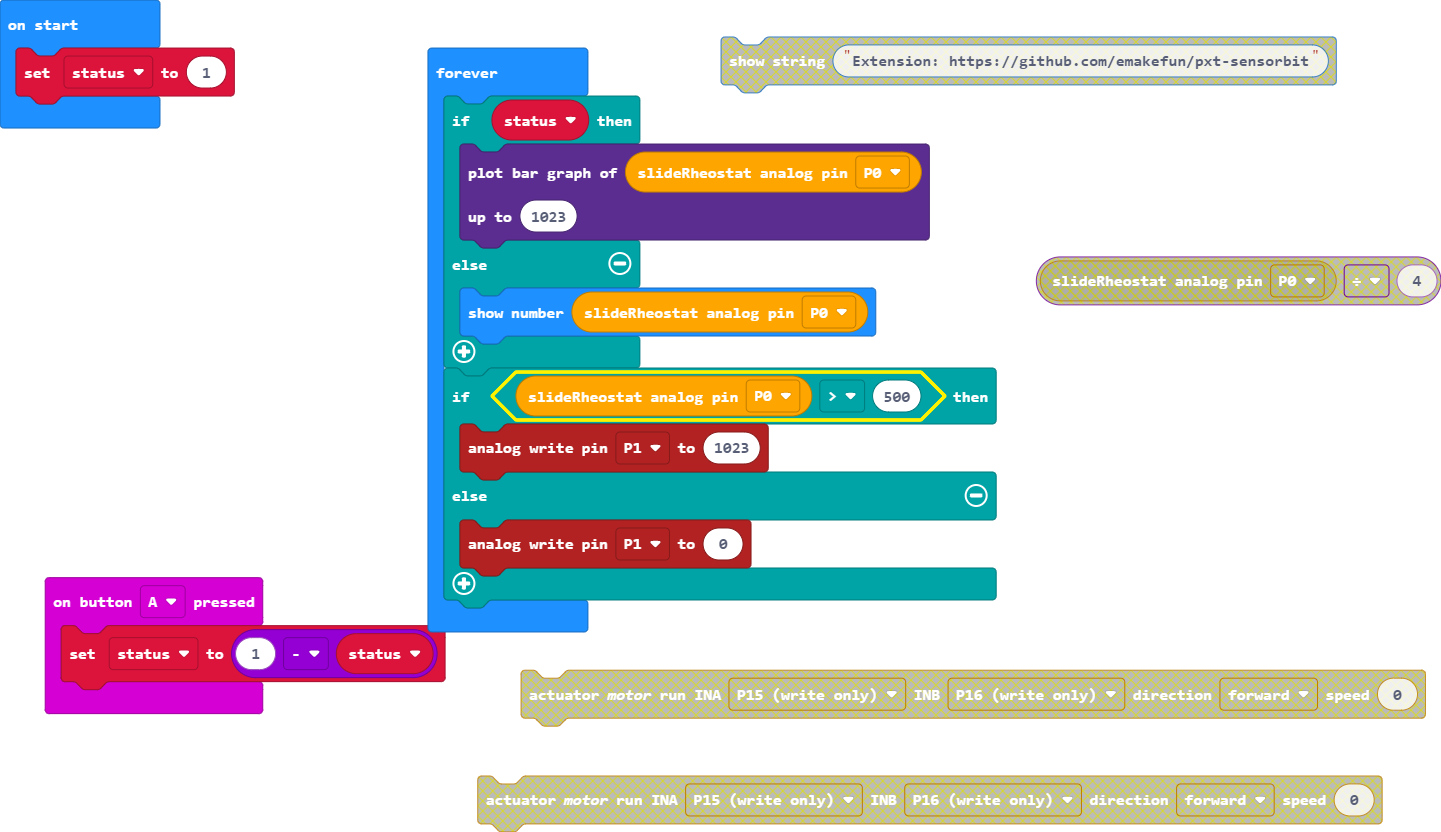 on start
set status to 1
forever
if status then
plot bar graph of slideRheostat analog pin P0
up to 1023
else
show number slideRheostat analog pin P0
if slideRheostat analog pin P0 > 500 then
analog write pin P1 to 1023
else
analog write pin P1 to 0
show string "Extension: https://github.com/emakefun/pxt-sensorbit"
slideRheostat analog pin P0 ÷ 4
on button A pressed
set status to 1 - status
actuator motor run INA P15 (write only) INB P16 (write only) direction forward speed 0
actuator motor run INA P15 (write only) INB P16 (write only) direction forward speed 0